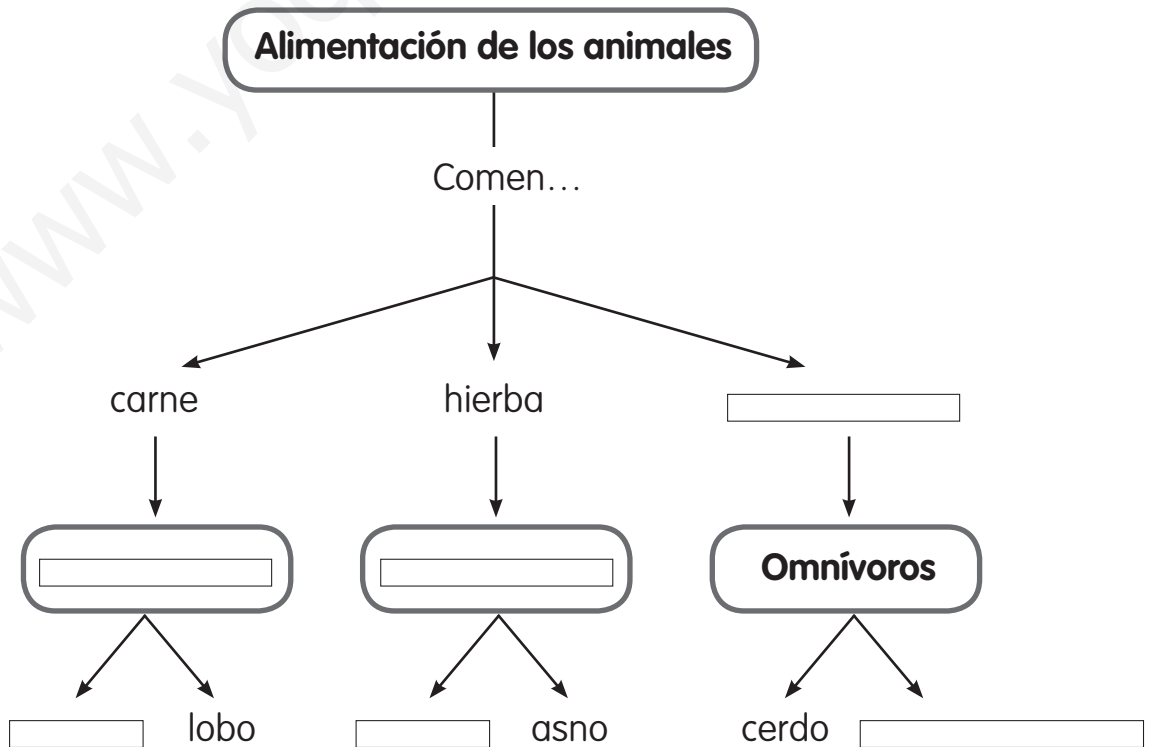 Alimentación de los animales
Comen…
carne hierba
Omnívoros
lobo asno cerdo